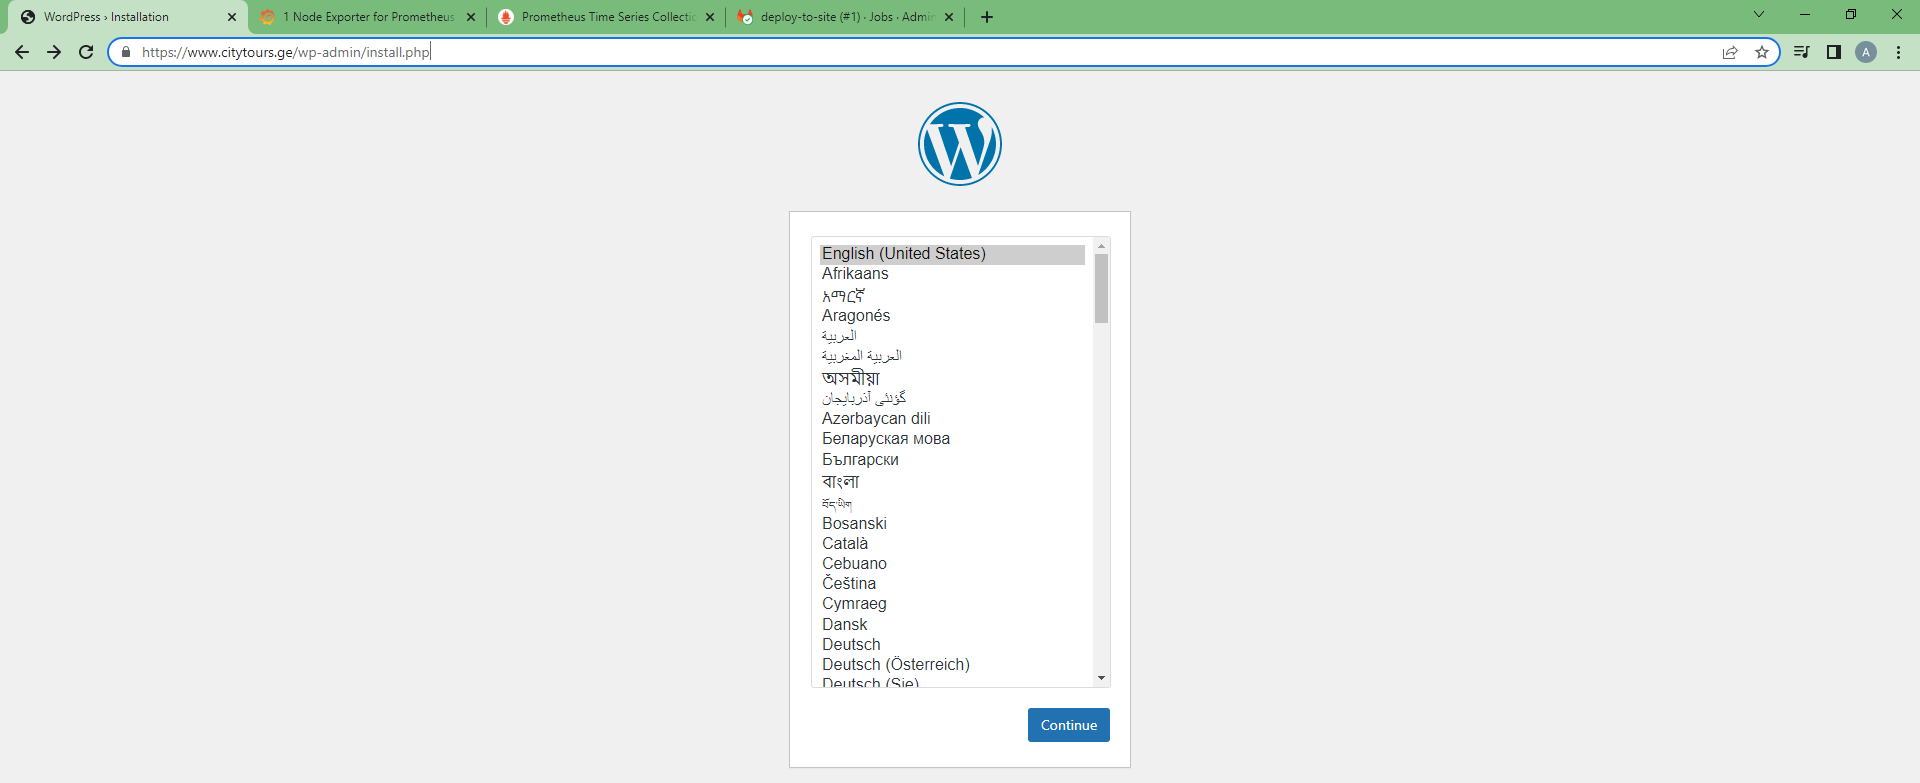 WordPress › Installation
1 Node Exporter for Prometheus
Prometheus Time Series Collectio
deploy-to-site (#1) · Jobs · Admin
https://www.citytours.ge/wp-admin/install.php
A
English (United States)
Afrikaans
አማርኛ
Aragonés
العربية
العربية المغربية
অসমীয়া
گؤنئی آذربایجان
Azərbaycan dili
Беларуская мова
Български
বাংলা
བོད་ཡིག
Bosanski
Català
Cebuano
Čeština
Cymraeg
Dansk
Deutsch
Deutsch (Österreich)
Deutsch (Sie)
Continue